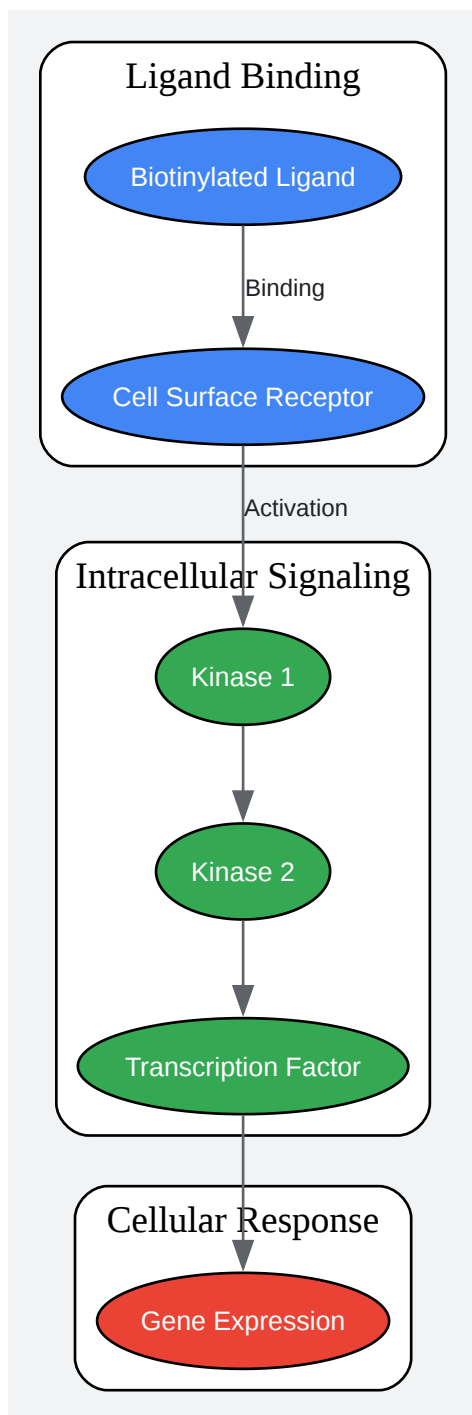 Ligand Binding
Biotinylated Ligand
Binding
Cell Surface Receptor
Activation
Intracellular Signaling
Kinase 1
Kinase 2
Transcription Factor
Cellular Response
Gene Expression